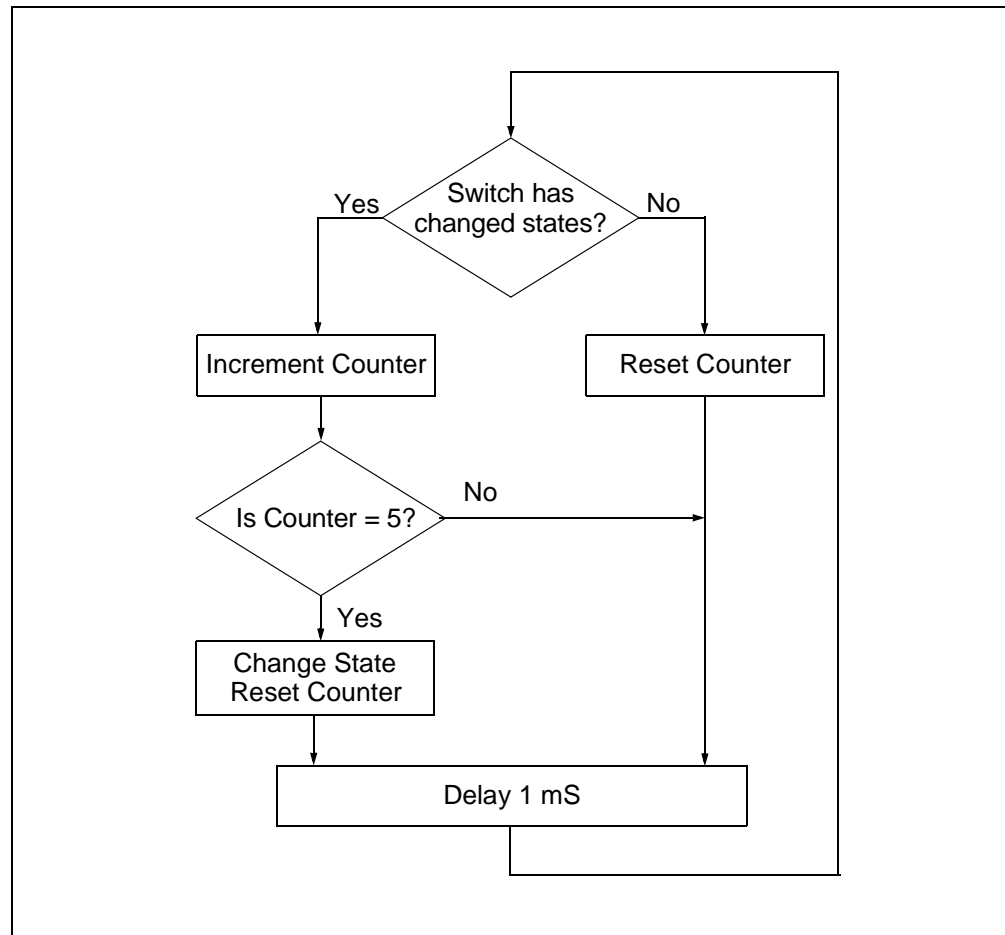 Switch has
changed states?
Yes
No
Increment Counter
Reset Counter
Is Counter = 5?
No
Yes
Change State
Reset Counter
Delay 1 mS